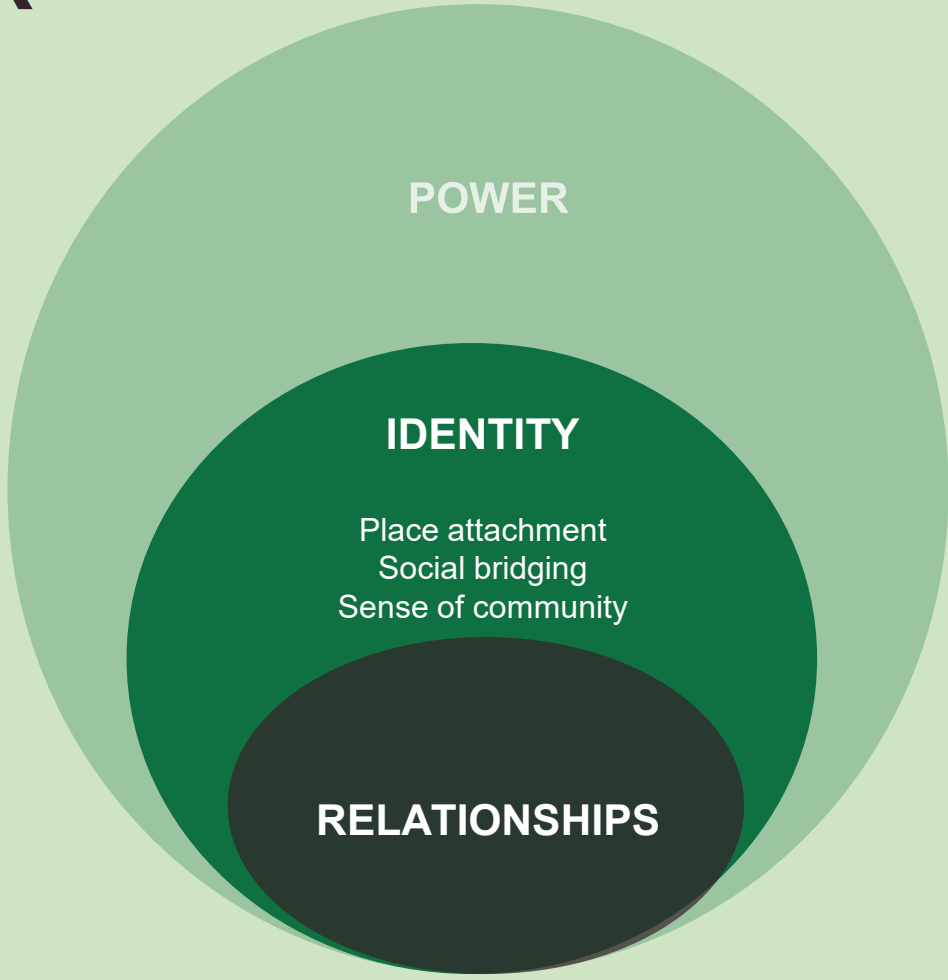 POWER
IDENTITY
Place attachment
Social bridging
Sense of community
RELATIONSHIPS